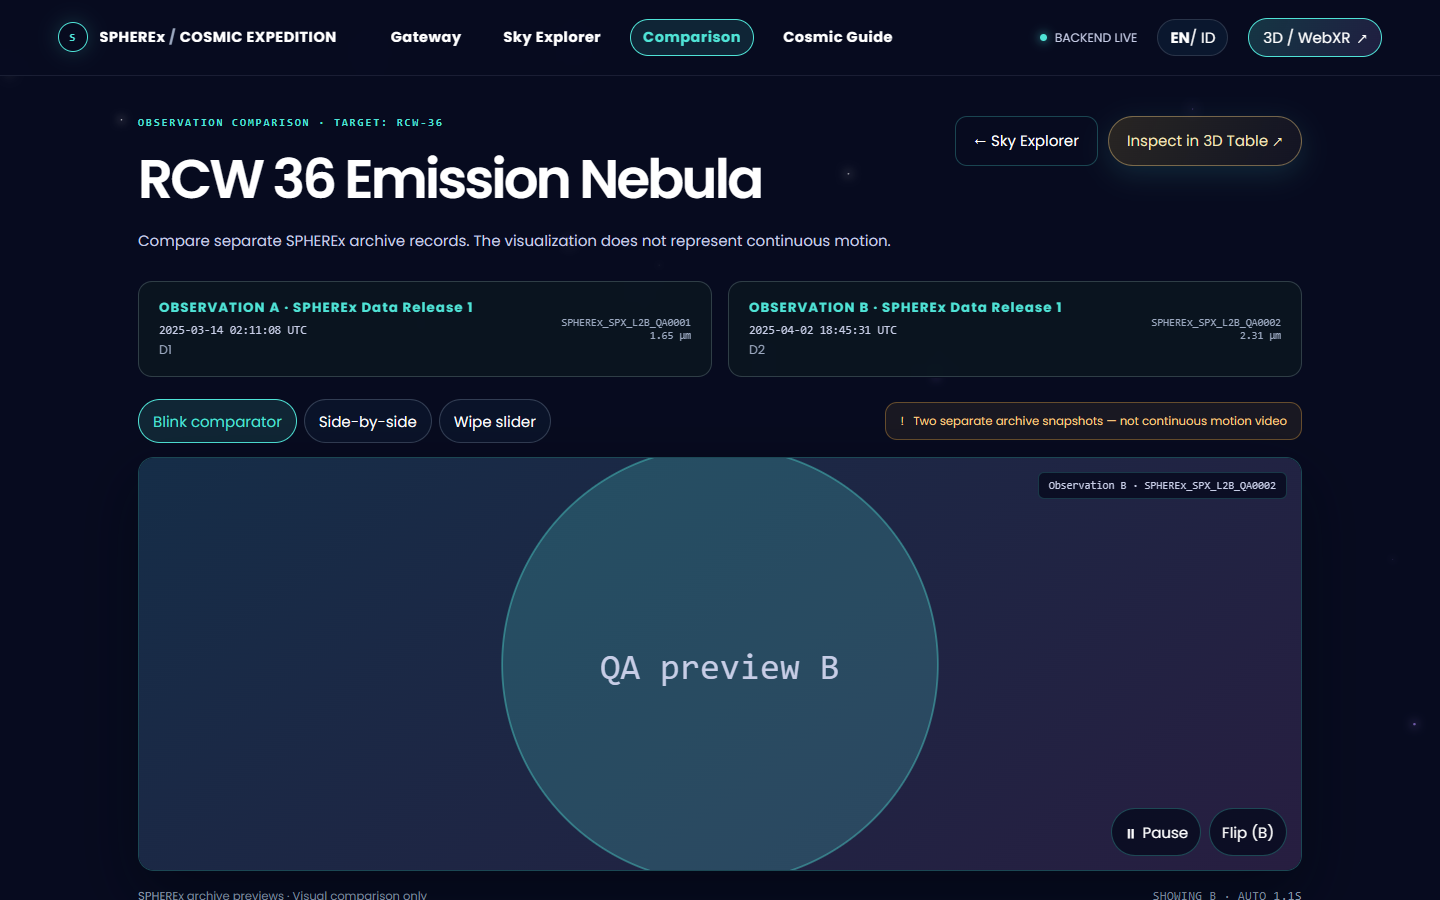 S SPHEREx / COSMIC EXPEDITION Gateway Sky Explorer Comparison Cosmic Guide BACKEND LIVE EN/ ID 3D / WebXR ↗
OBSERVATION COMPARISON · TARGET: RCW-36
← Sky Explorer Inspect in 3D Table ↗
RCW 36 Emission Nebula
Compare separate SPHEREx archive records. The visualization does not represent continuous motion.
OBSERVATION A · SPHEREx Data Release 1
2025-03-14 02:11:08 UTC
D1
SPHEREx_SPX_L2B_QA0001
1.65 µm
OBSERVATION B · SPHEREx Data Release 1
2025-04-02 18:45:31 UTC
D2
SPHEREx_SPX_L2B_QA0002
2.31 µm
Blink comparator Side-by-side Wipe slider ! Two separate archive snapshots — not continuous motion video
Observation B · SPHEREx_SPX_L2B_QA0002
QA preview B
⏸ Pause Flip (B)
SPHEREx archive previews · Visual comparison only SHOWING B · AUTO 1.1S